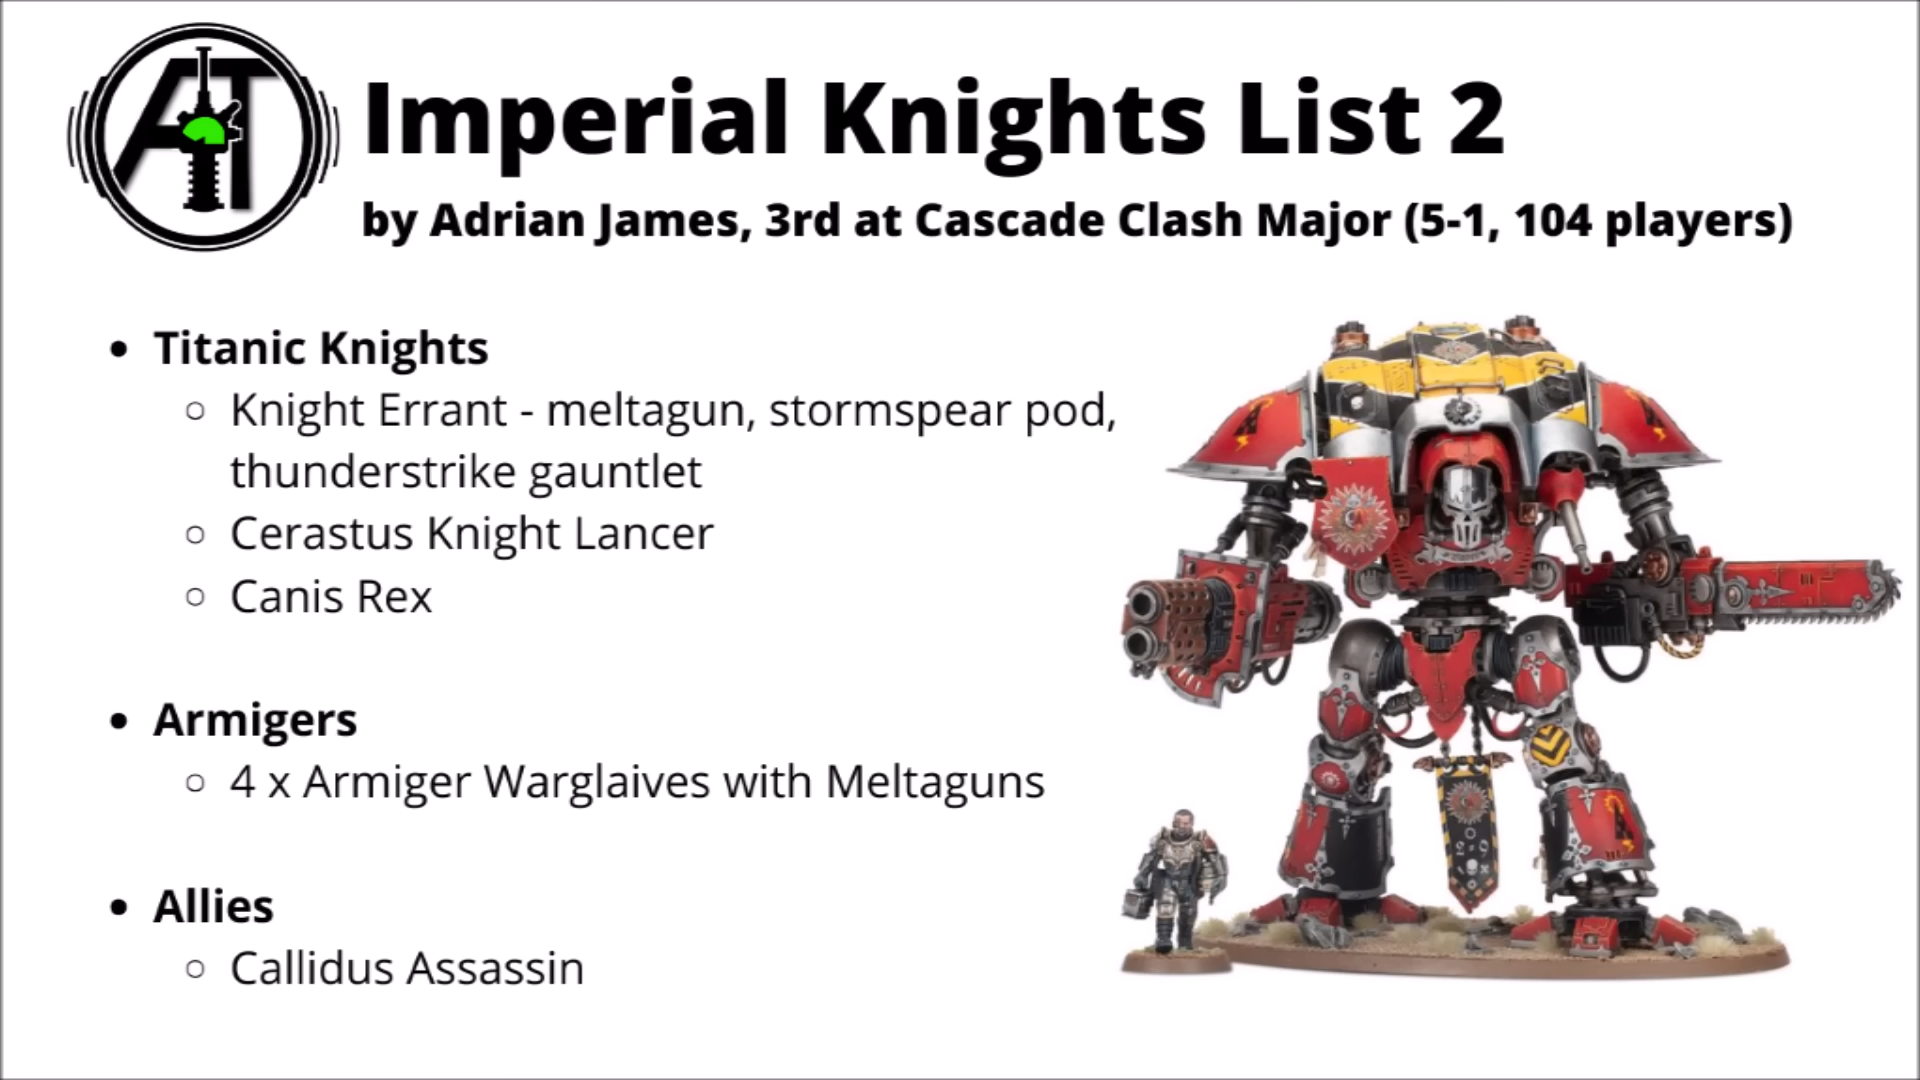 AT
Imperial Knights List 2
by Adrian James, 3rd at Cascade Clash Major (5-1, 104 players)
• Titanic Knights
○ Knight Errant - meltagun, stormspear pod,
thunderstrike gauntlet
○ Cerastus Knight Lancer
○ Canis Rex
• Armigers
○ 4 x Armiger Warglaives with Meltaguns
• Allies
○ Callidus Assassin